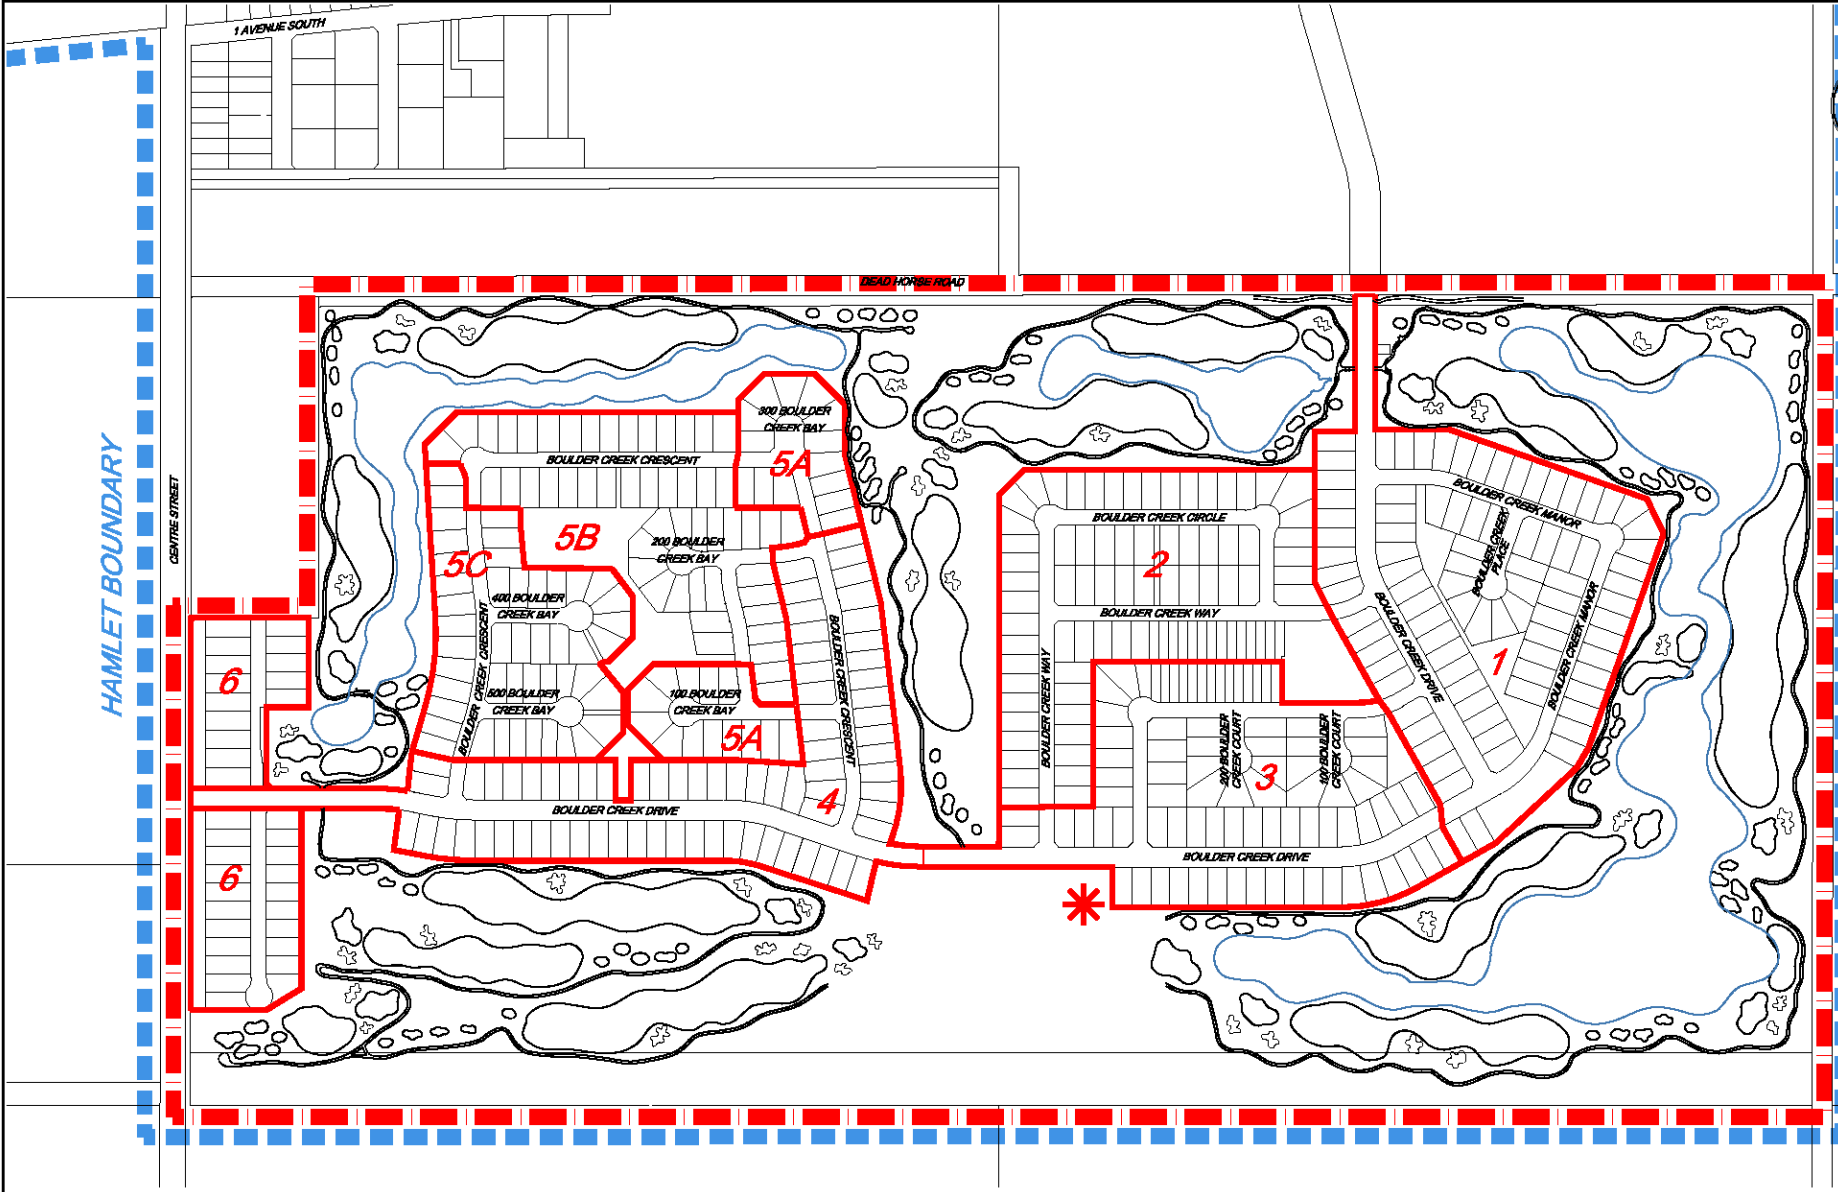 1 AVENUE SOUTH
DEAD HORSE ROAD
HAMLET BOUNDARY
CENTRE STREET
300 BOULDER
CREEK BAY
5A
BOULDER CREEK CRESCENT
5B
200 BOULDER
CREEK BAY
5C
400 BOULDER
CREEK BAY
BOULDER CREEK CRESCENT
500 BOULDER
CREEK BAY
100 BOULDER
CREEK BAY
5A
BOULDER CREEK CRESCENT
4
BOULDER CREEK DRIVE
6
6
BOULDER CREEK CIRCLE
2
BOULDER CREEK WAY
BOULDER CREEK WAY
BOULDER CREEK MANOR
BOULDER CREEK
PLACE
BOULDER CREEK DRIVE
1
BOULDER CREEK MANOR
200 BOULDER
CREEK COURT
3
100 BOULDER
CREEK COURT
BOULDER CREEK DRIVE